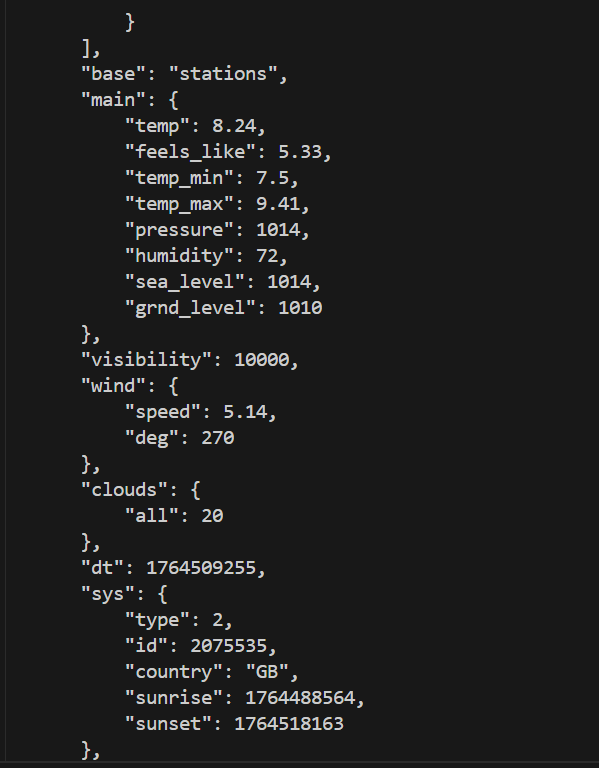 }
],
"base": "stations",
"main": {
"temp": 8.24,
"feels_like": 5.33,
"temp_min": 7.5,
"temp_max": 9.41,
"pressure": 1014,
"humidity": 72,
"sea_level": 1014,
"grnd_level": 1010
},
"visibility": 10000,
"wind": {
"speed": 5.14,
"deg": 270
},
"clouds": {
"all": 20
},
"dt": 1764509255,
"sys": {
"type": 2,
"id": 2075535,
"country": "GB",
"sunrise": 1764488564,
"sunset": 1764518163
},